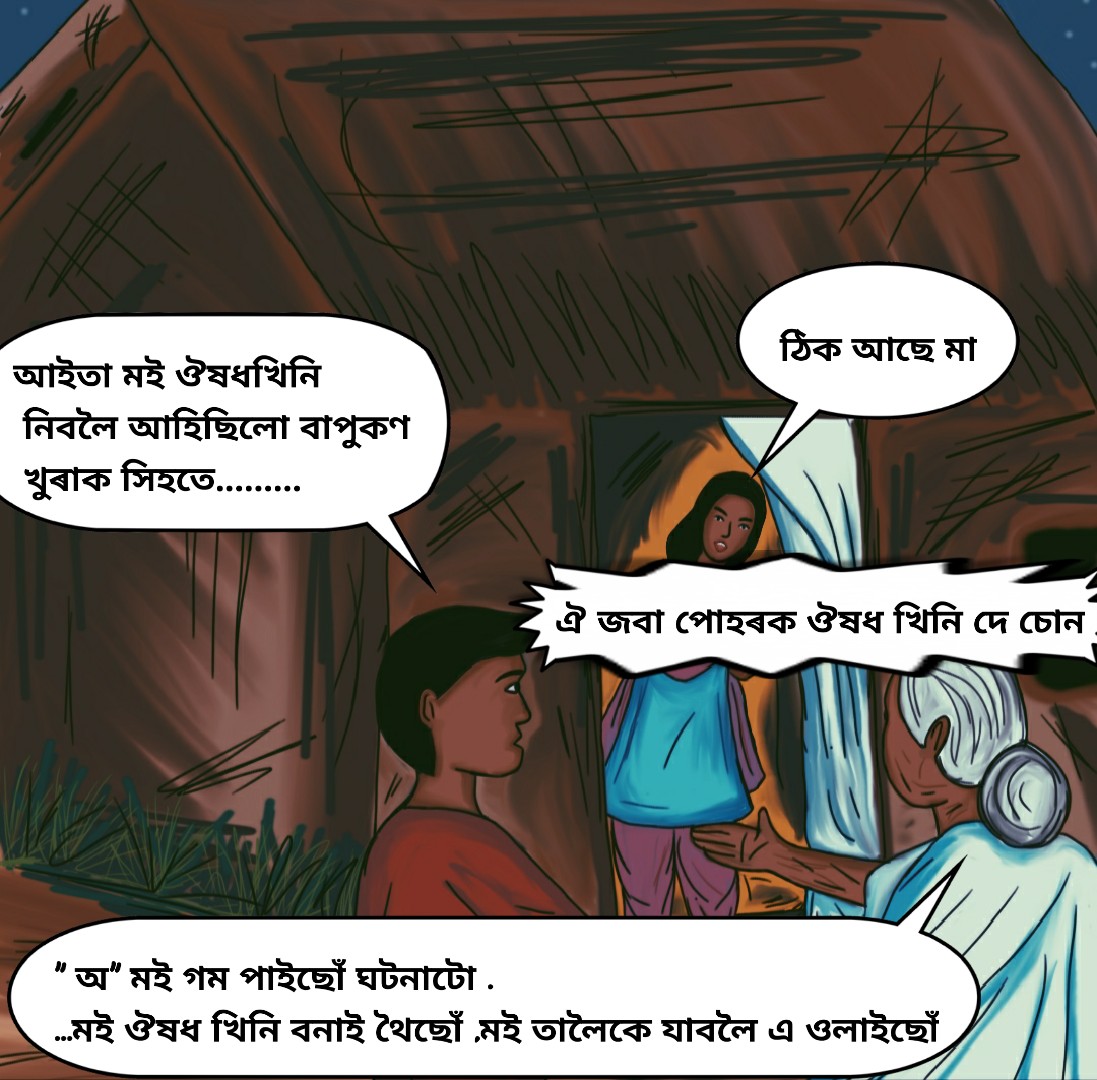 আইতা মই ঔষধখিনি
নিবলৈ আহিছিলো বাপুকণ
খুৰাক সিহতে.........
ঠিক আছে মা
ঐ জবা পোহৰক ঔষধ খিনি দে চোন
" অ" মই গম পাইছোঁ ঘটনাটো .
...মই ঔষধ খিনি বনাই থৈছোঁ ,মই তালৈকে যাবলৈ এ ওলাইছোঁ